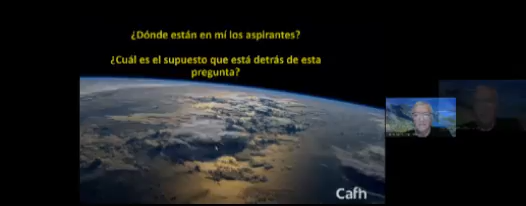 ¿Dónde están en mí los aspirantes?
¿Cuál es el supuesto que está detrás de esta
pregunta?
Cafh